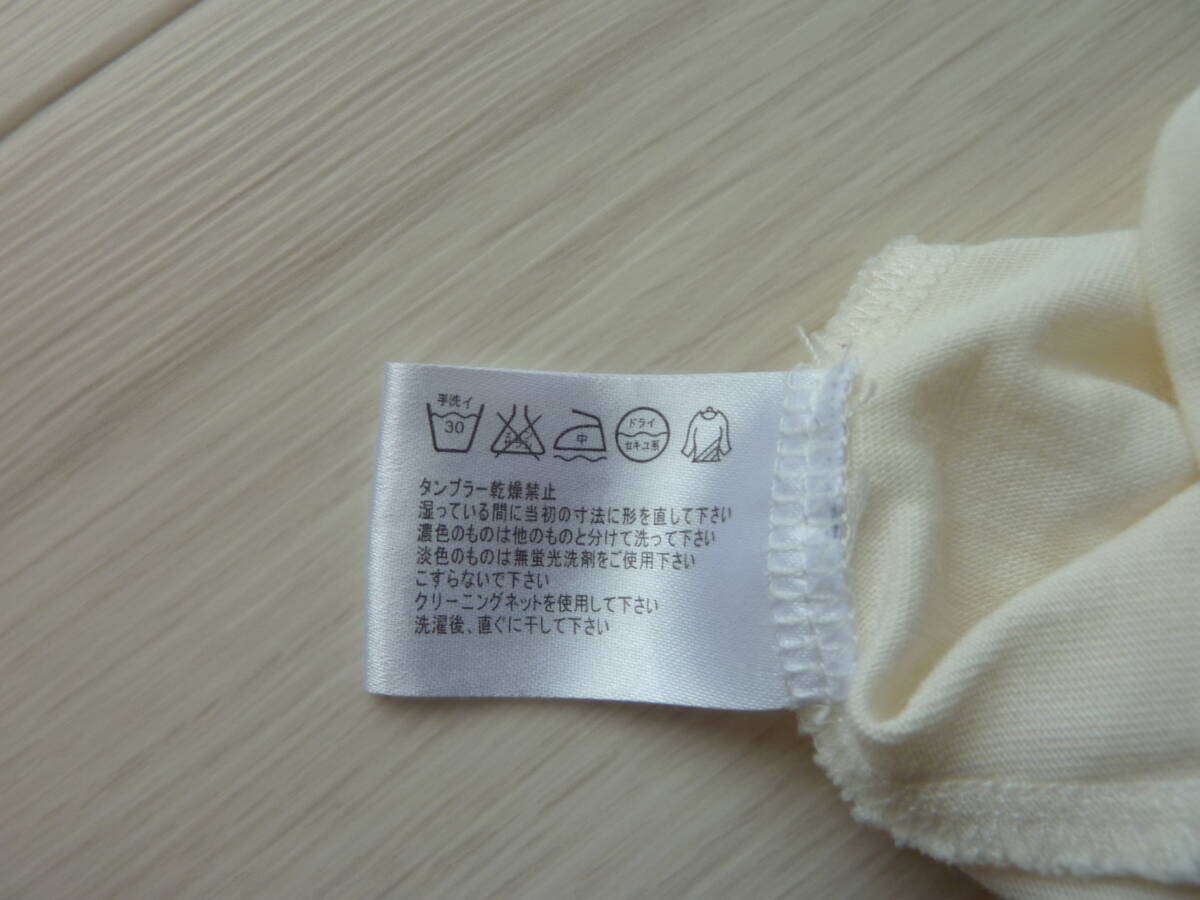 手洗イ
30
エンソサラシ
中
ドライ
セキユ系
タンブラー乾燥禁止
湿っている間に当初の寸法に形を直して下さい
濃色のものは他のものと分けて洗って下さい
淡色のものは無蛍光洗剤をご使用下さい
こすらないで下さい
クリーニングネットを使用して下さい
洗濯後、直ぐに干して下さい